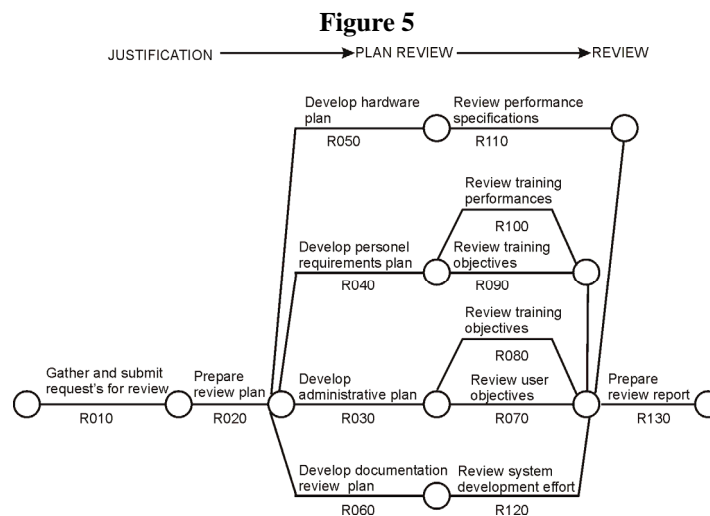 Figure 5
JUSTIFICATION PLAN REVIEW REVIEW
Develop hardware
plan
R050
Review performance
specifications
R110
Review training
performances
R100
Develop personel
requirements plan
R040
Review training
objectives
R090
Review training
objectives
R080
Gather and submit
request's for review
R010
Prepare
review plan
R020
Develop
administrative plan
R030
Review user
objectives
R070
Prepare
review report
R130
Develop documentation
review plan
R060
Review system
development effort
R120